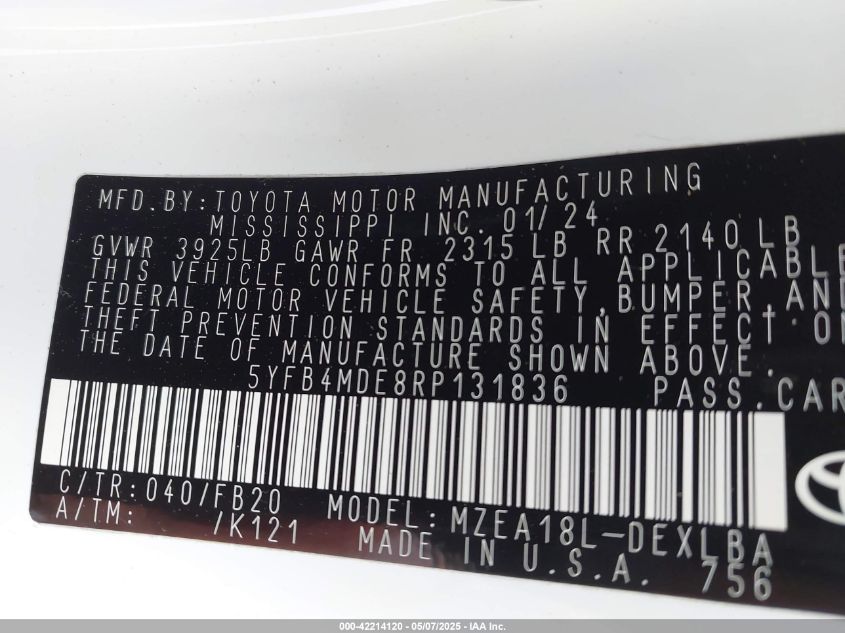 MFD.BY:TOYOTA MOTOR MANUFACTURING
MISSISSIPPI INC. 01/24
GVWR 3925LB GAWR FR 2315 LB RR 2140 LB
THIS VEHICLE CONFORMS TO ALL APPLICABLE
FEDERAL MOTOR VEHICLE SAFETY, BUMPER, AND
THEFT PREVENTION STANDARDS IN EFFECT ON
THE DATE OF MANUFACTURE SHOWN ABOVE.
5YFB4MDE8RP131836 PASS.CAR
C/TR:040/FB20 MODEL:MZEA18L-DEXLBA
A/TM: /K121 MADE IN U.S.A. 756
000-42214120 - 05/07/2025 - IAA Inc.